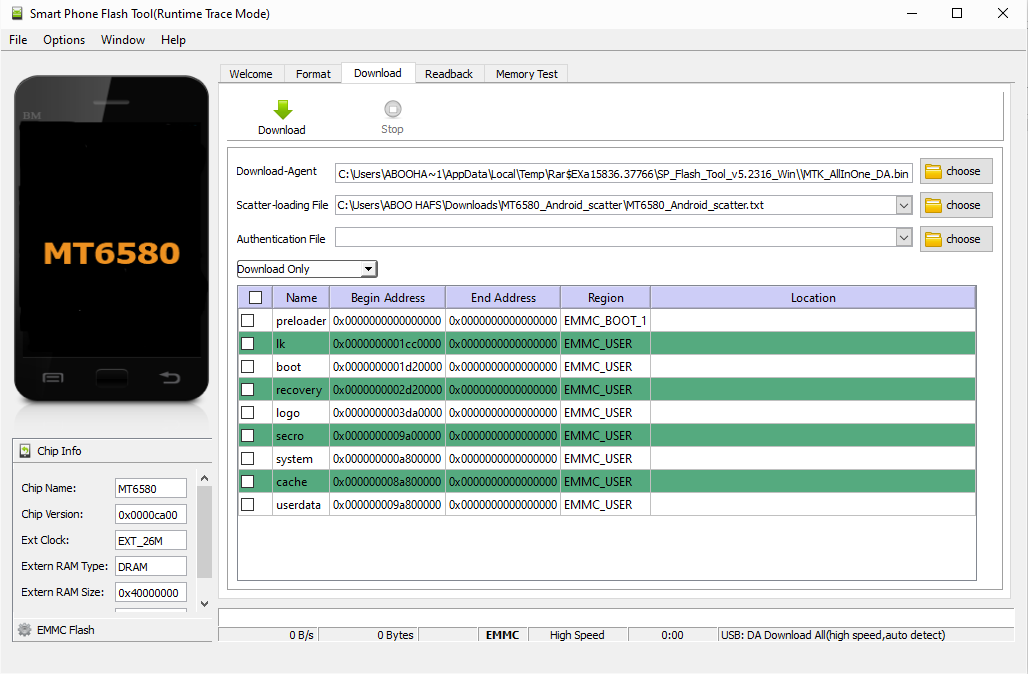 Smart Phone Flash Tool(Runtime Trace Mode)
File Options Window Help
Welcome Format Download Readback Memory Test
Download Stop
BM
MT6580
Download-Agent C:\Users\ABOOHA~1\AppData\Local\Temp\Rar$EXa15836.37766\SP_Flash_Tool_v5.2316_Win\\MTK_AllInOne_DA.bin choose
Scatter-loading File C:\Users\ABOO HAFS\Downloads\MT6580_Android_scatter\MT6580_Android_scatter.txt choose
Authentication File choose
Download Only
Name Begin Address End Address Region Location
preloader 0x0000000000000000 0x0000000000000000 EMMC_BOOT_1
lk 0x0000000001cc0000 0x0000000000000000 EMMC_USER
boot 0x0000000001d20000 0x0000000000000000 EMMC_USER
recovery 0x0000000002d20000 0x0000000000000000 EMMC_USER
logo 0x0000000003da0000 0x0000000000000000 EMMC_USER
secro 0x0000000009a00000 0x0000000000000000 EMMC_USER
system 0x000000000a800000 0x0000000000000000 EMMC_USER
cache 0x000000008a800000 0x0000000000000000 EMMC_USER
userdata 0x000000009a800000 0x0000000000000000 EMMC_USER
Chip Info
Chip Name: MT6580
Chip Version: 0x0000ca00
Ext Clock: EXT_26M
Extern RAM Type: DRAM
Extern RAM Size: 0x40000000
EMMC Flash
0 B/s 0 Bytes EMMC High Speed 0:00 USB: DA Download All(high speed,auto detect)